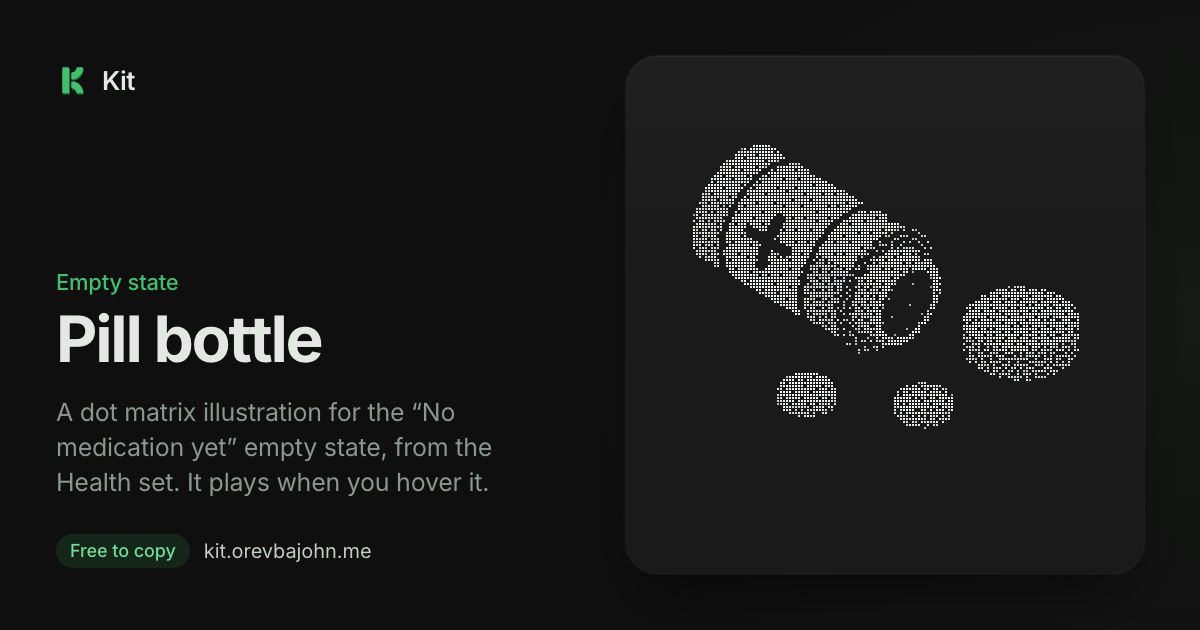 Kit
Empty state
Pill bottle
A dot matrix illustration for the “No
medication yet” empty state, from the
Health set. It plays when you hover it.
Free to copy
kit.orevbajohn.me